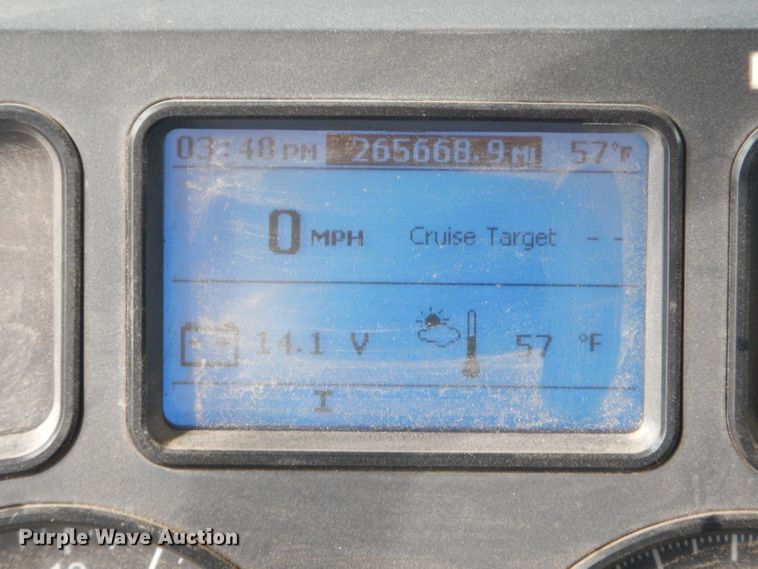 03:48 PM 265668.9 MI 57°F
0 MPH Cruise Target - -
14.1 V 57 °F
I
Purple Wave Auction